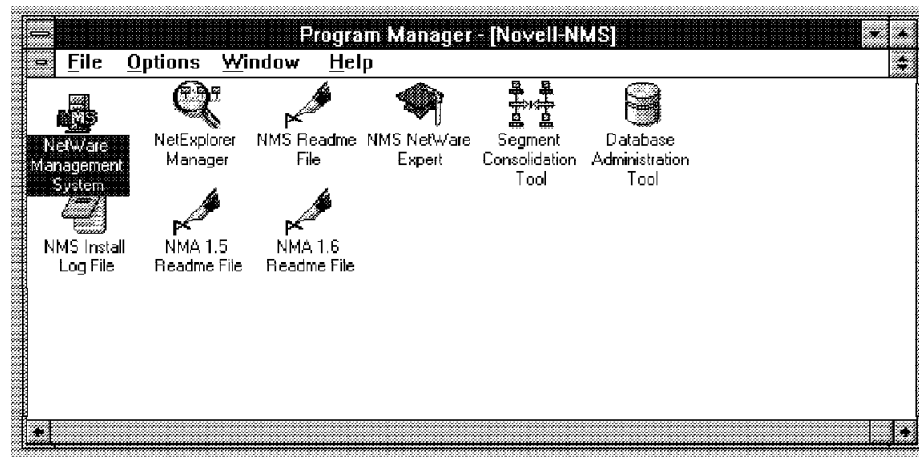 Program Manager - [Novell-NMS]
File Options Window Help
NMS
NetWare
Management
System
NetExplorer
Manager
NMS Readme
File
NMS NetWare
Expert
Segment
Consolidation
Tool
Database
Administration
Tool
NMS Install
Log File
NMA 1.5
Readme File
NMA 1.6
Readme File